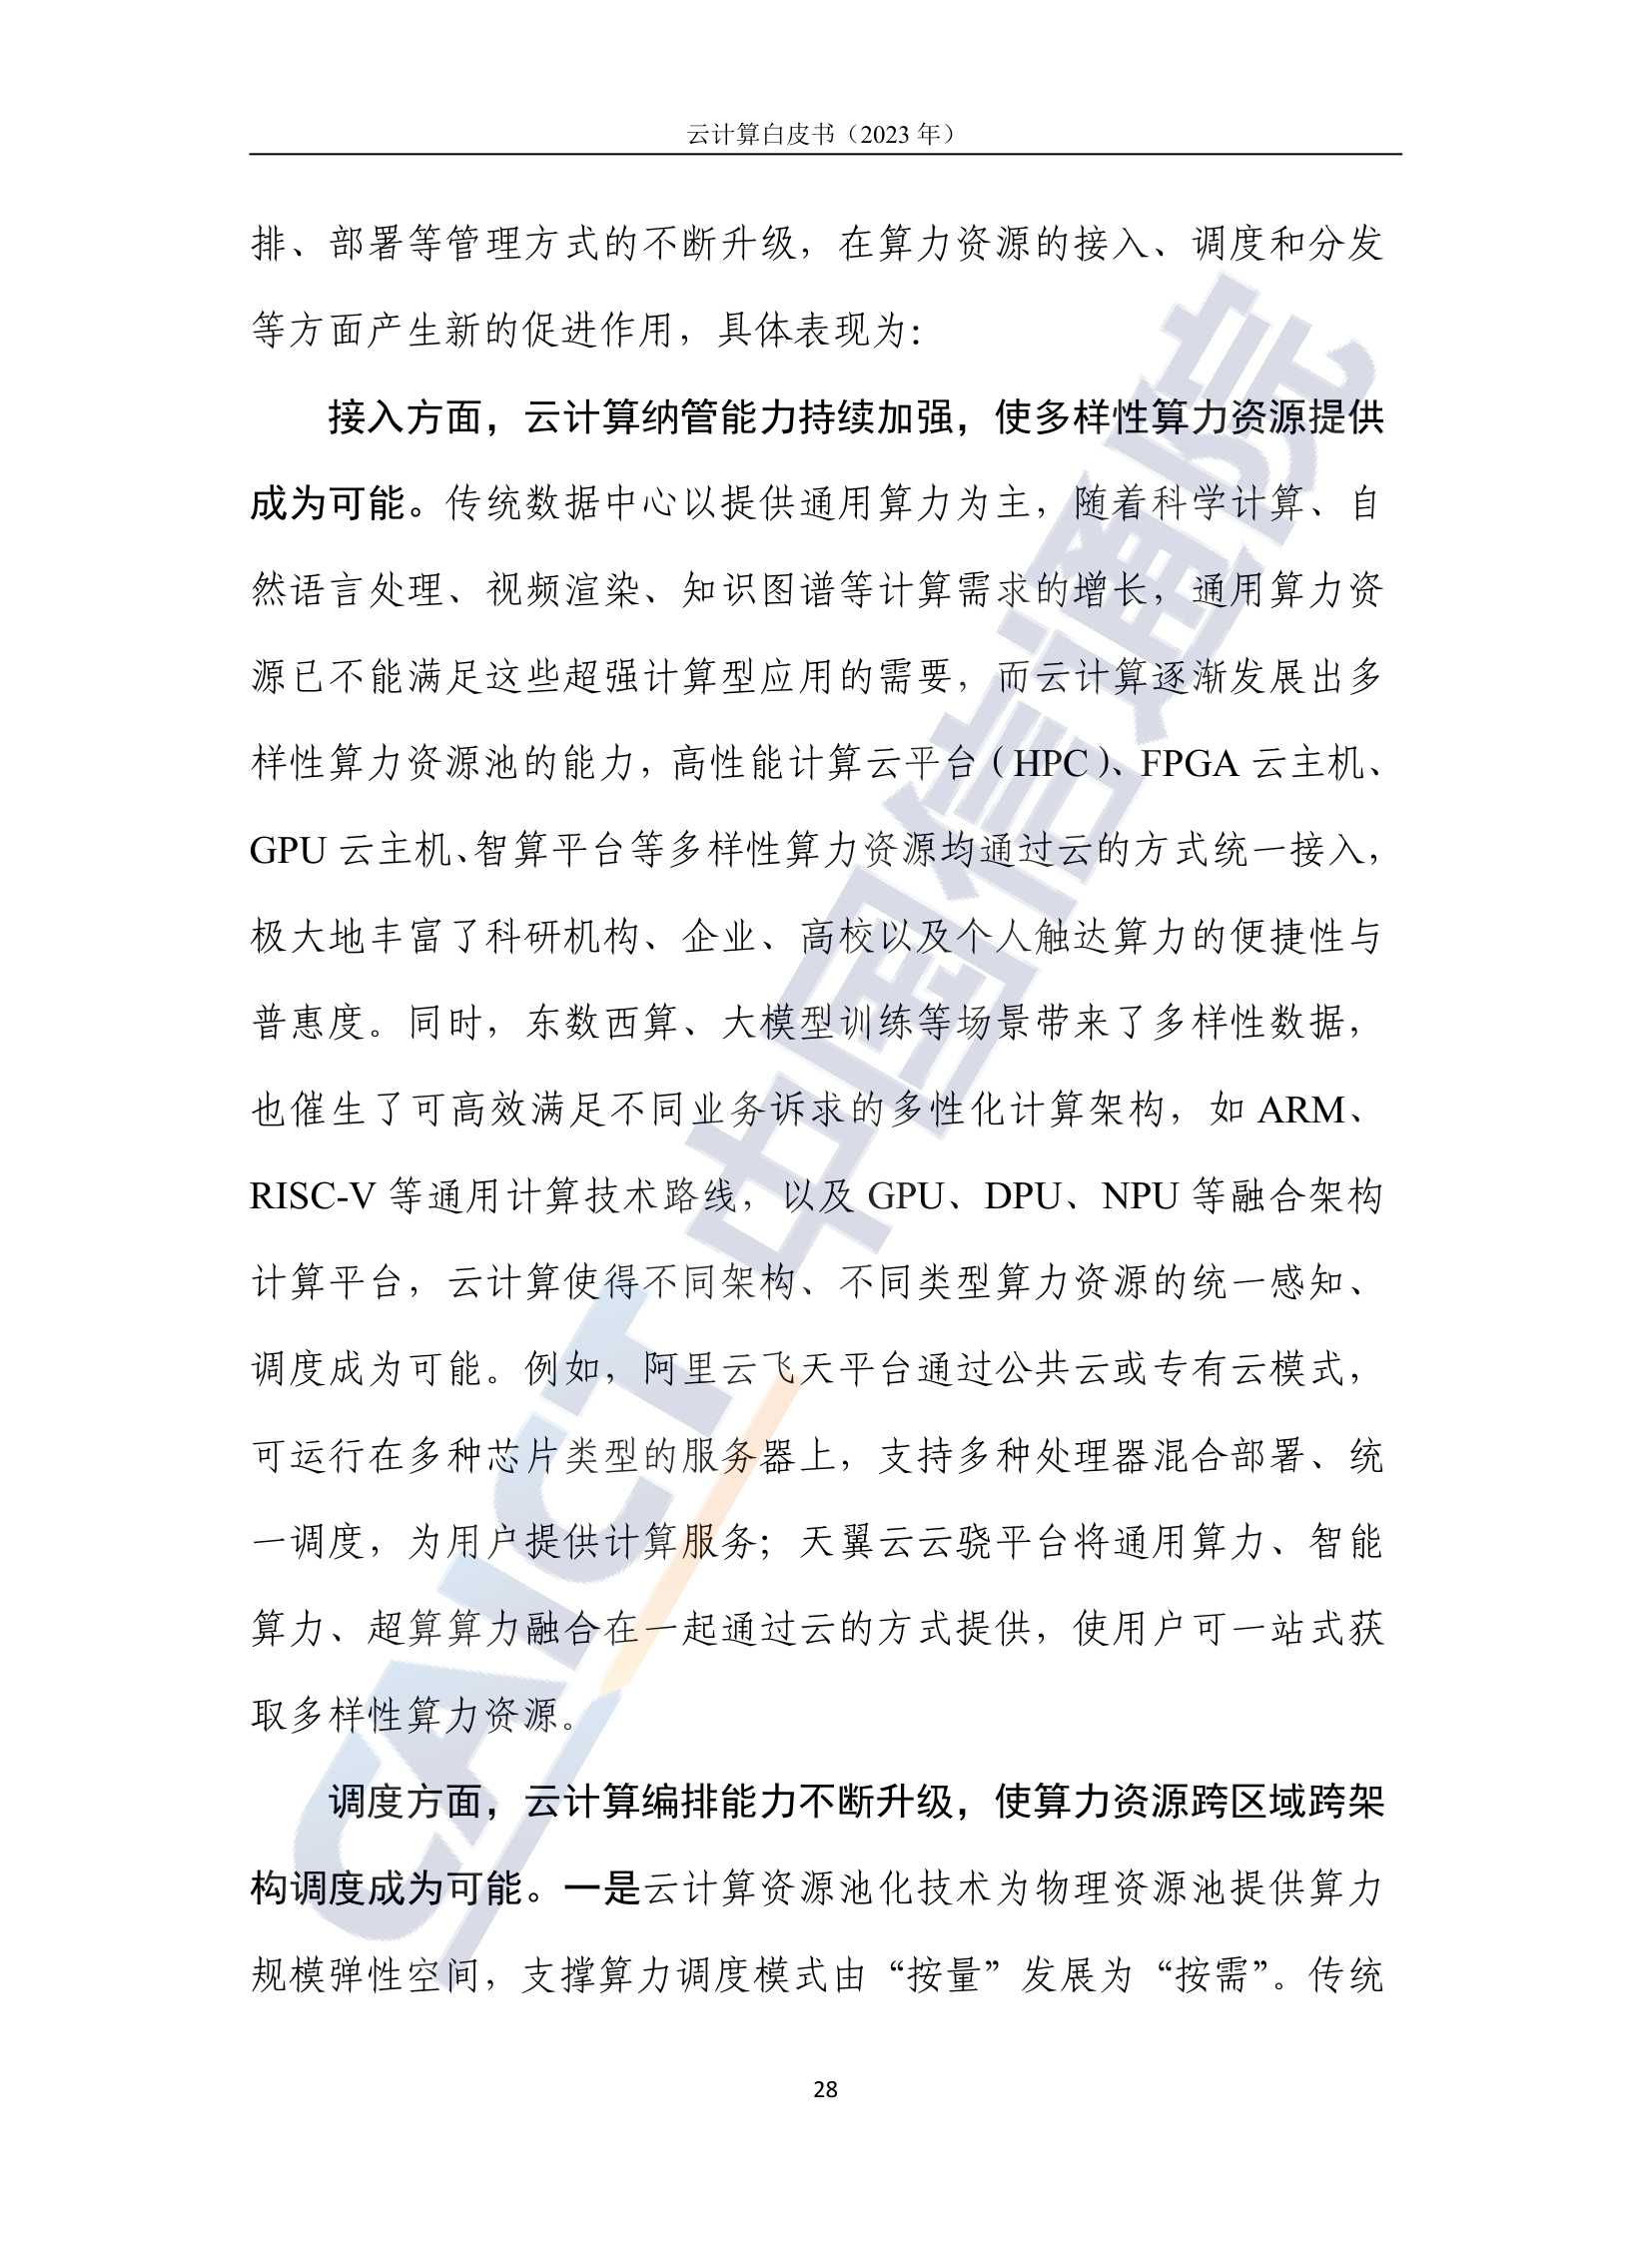 云计算白皮书（2023 年）
排、部署等管理方式的不断升级，在算力资源的接入、调度和分发
等方面产生新的促进作用，具体表现为：
接入方面，云计算纳管能力持续加强，使多样性算力资源提供
成为可能。传统数据中心以提供通用算力为主，随着科学计算、自
然语言处理、视频渲染、知识图谱等计算需求的增长，通用算力资
源已不能满足这些超强计算型应用的需要，而云计算逐渐发展出多
样性算力资源池的能力，高性能计算云平台（HPC）、FPGA 云主机、
GPU 云主机、智算平台等多样性算力资源均通过云的方式统一接入，
极大地丰富了科研机构、企业、高校以及个人触达算力的便捷性与
普惠度。同时，东数西算、大模型训练等场景带来了多样性数据，
也催生了可高效满足不同业务诉求的多性化计算架构，如 ARM、
RISC-V 等通用计算技术路线，以及 GPU、DPU、NPU 等融合架构
计算平台，云计算使得不同架构、不同类型算力资源的统一感知、
调度成为可能。例如，阿里云飞天平台通过公共云或专有云模式，
可运行在多种芯片类型的服务器上，支持多种处理器混合部署、统
一调度，为用户提供计算服务；天翼云云骁平台将通用算力、智能
算力、超算算力融合在一起通过云的方式提供，使用户可一站式获
取多样性算力资源。
调度方面，云计算编排能力不断升级，使算力资源跨区域跨架
构调度成为可能。一是云计算资源池化技术为物理资源池提供算力
规模弹性空间，支撑算力调度模式由“按量”发展为“按需”。传统
28
CAICT 中国信通院